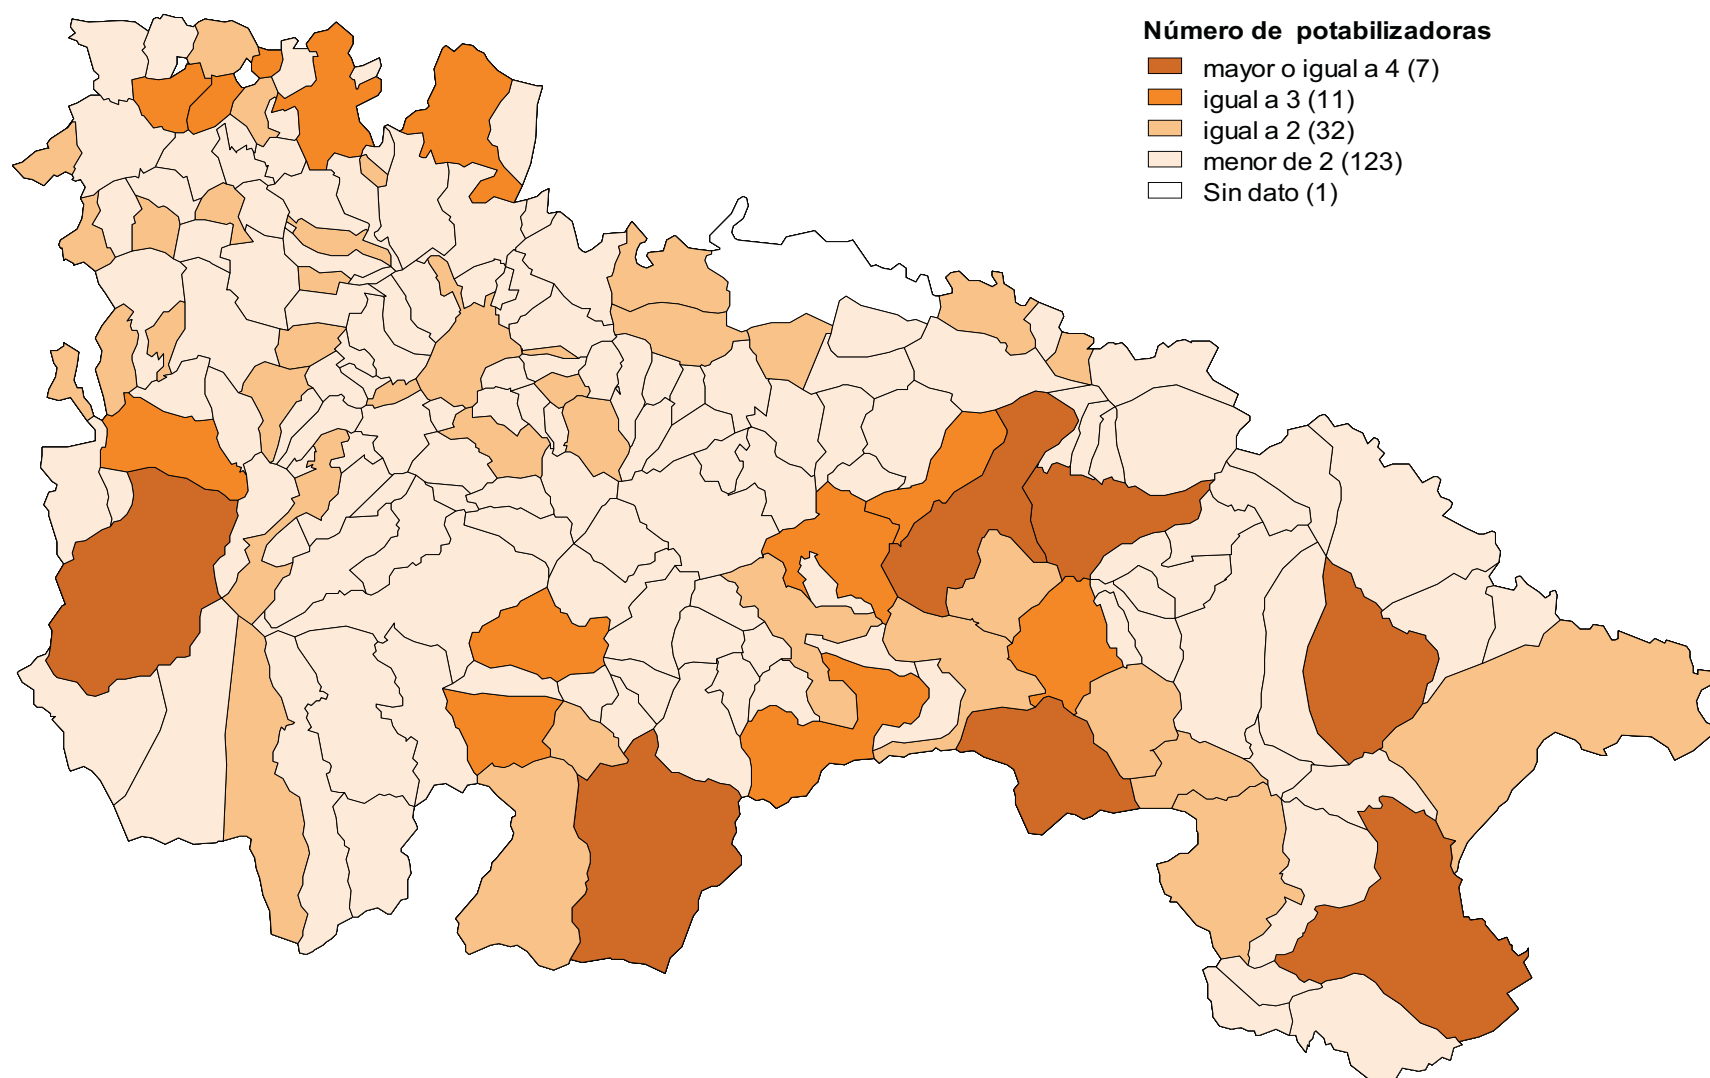 Número de potabilizadoras
mayor o igual a 4 (7)
igual a 3 (11)
igual a 2 (32)
menor de 2 (123)
Sin dato (1)